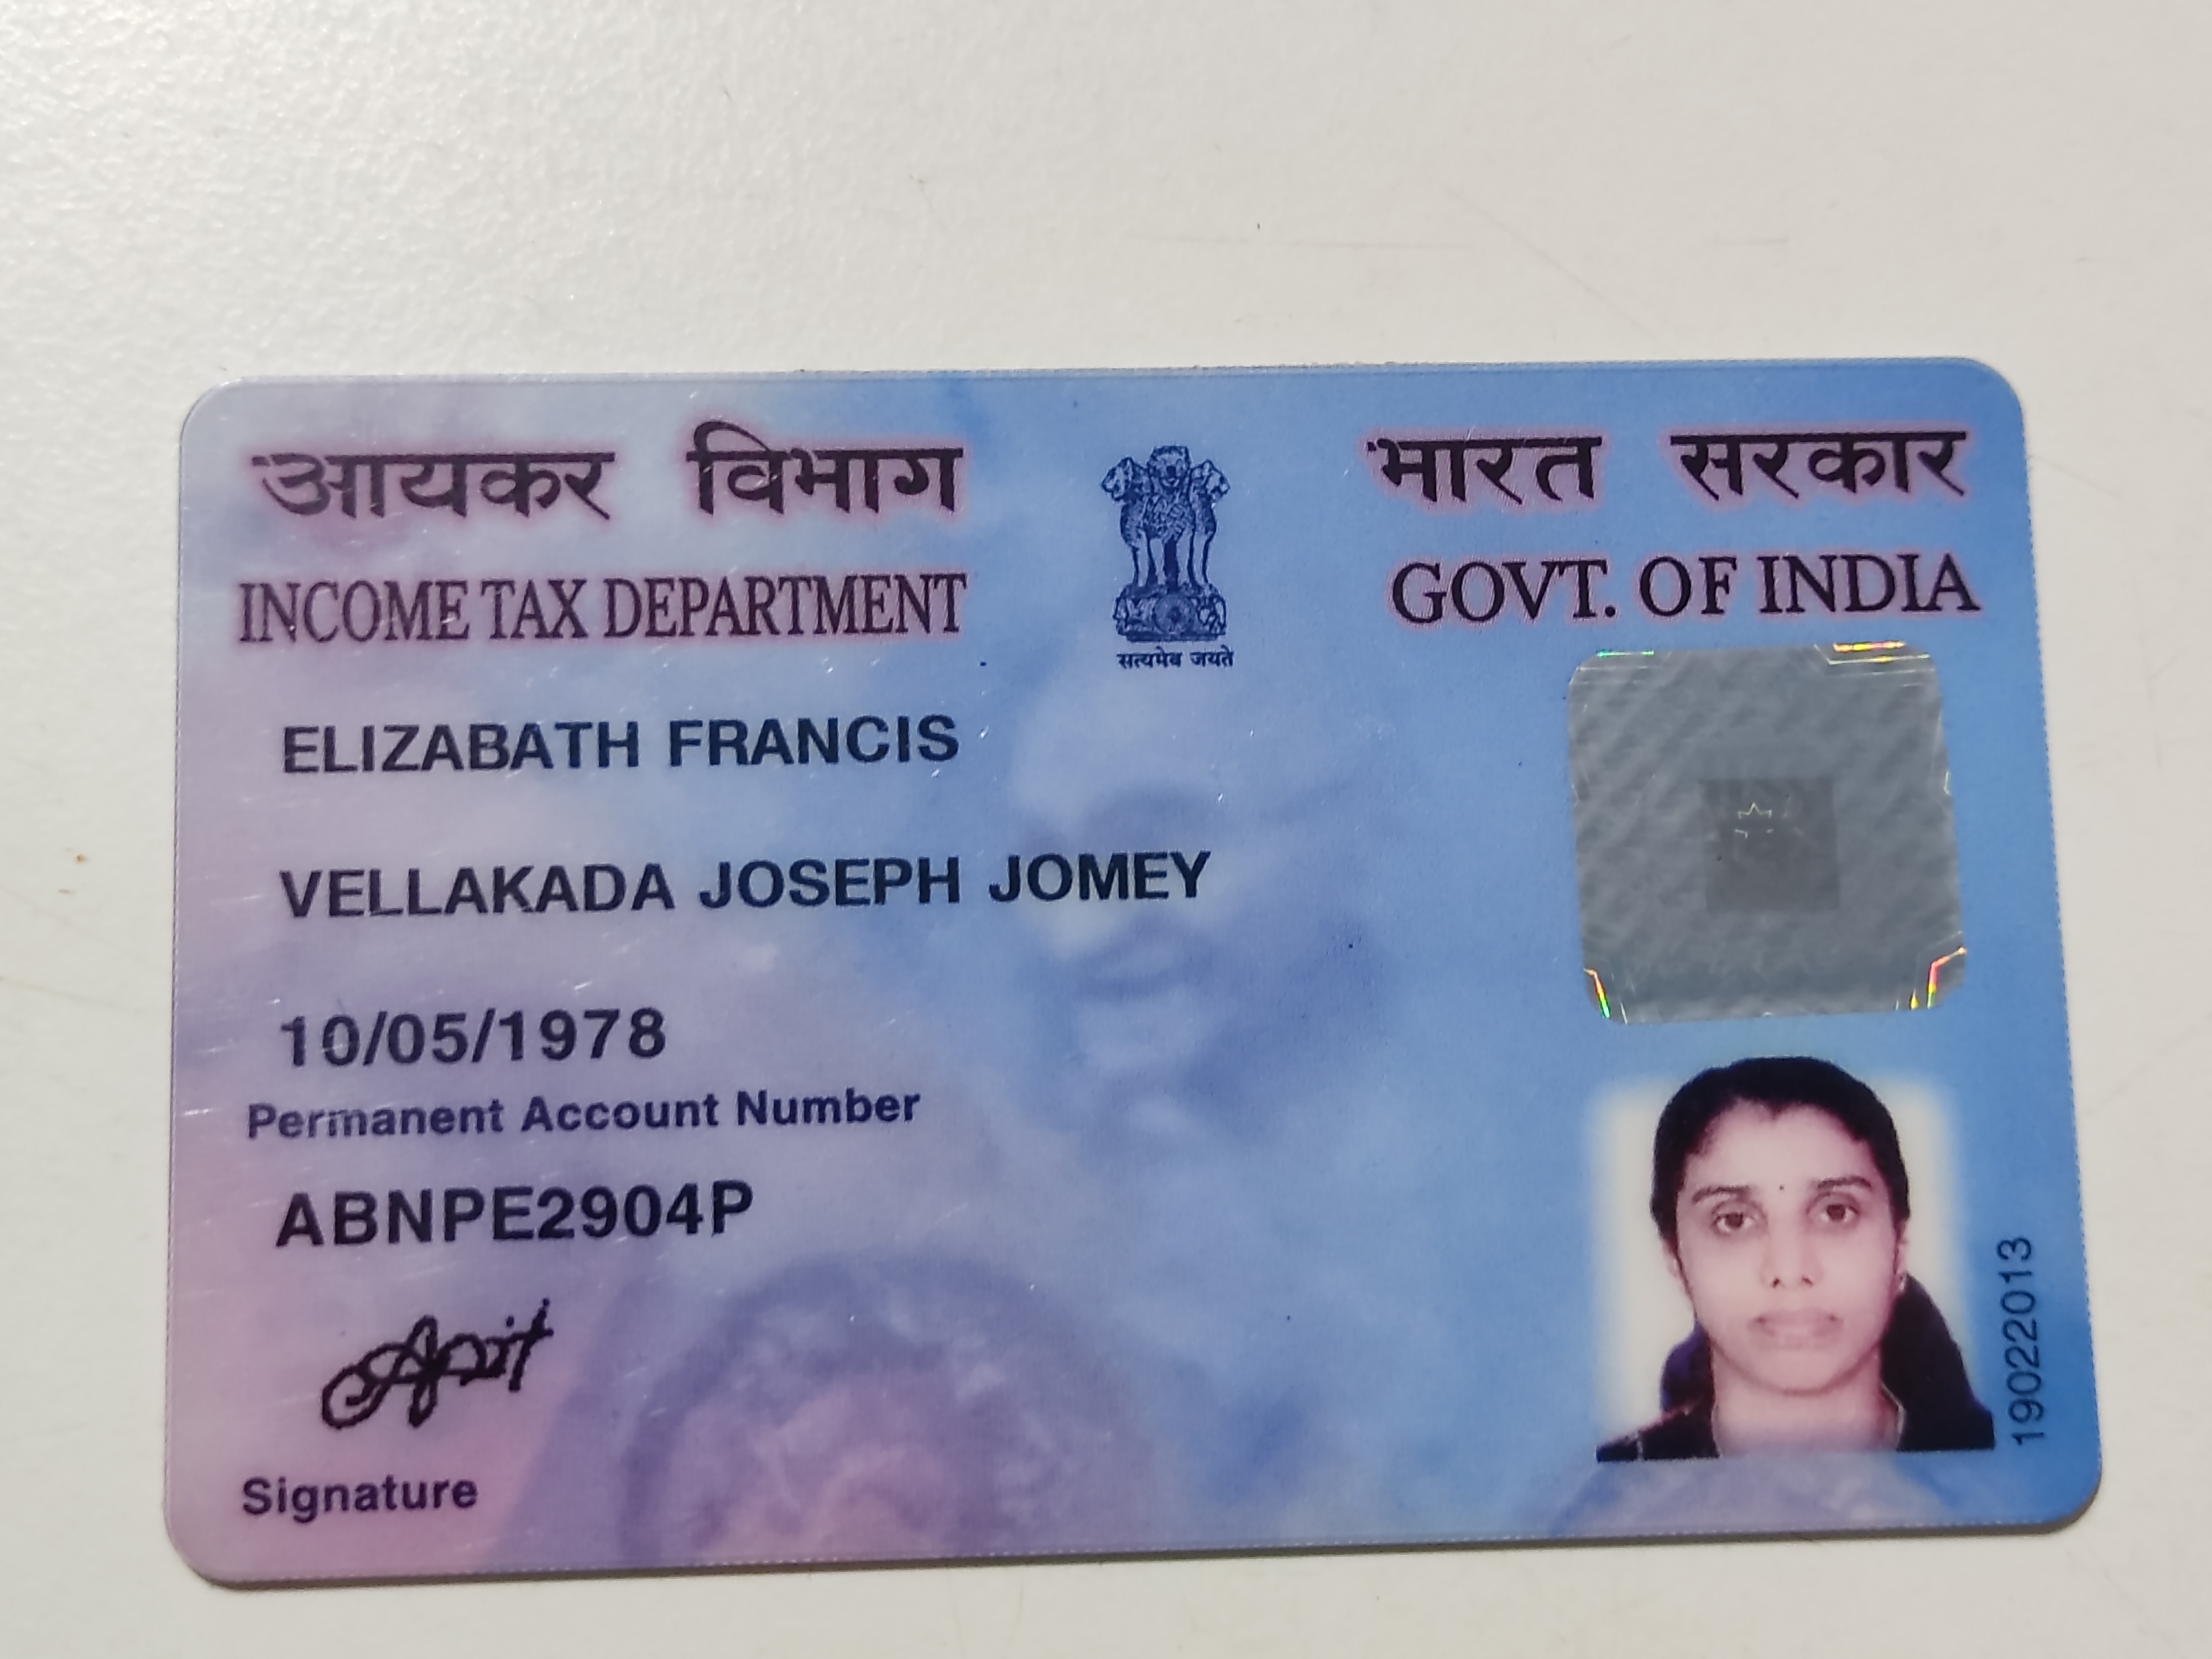 आयकर विभाग
INCOME TAX DEPARTMENT
सत्यमेव जयते
भारत सरकार
GOVT. OF INDIA
ELIZABATH FRANCIS
VELLAKADA JOSEPH JOMEY
10/05/1978
Permanent Account Number
ABNPE2904P
Signature
19022013